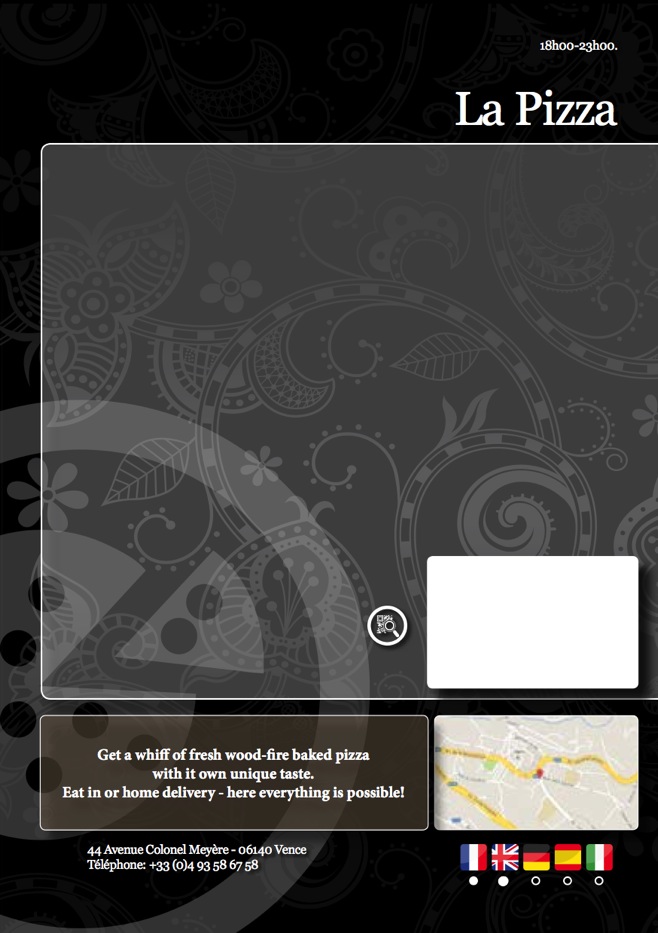 18h00-23h00.
La Pizza
Get a whiff of fresh wood-fire baked pizza
with it own unique taste.
Eat in or home delivery - here everything is possible!
44 Avenue Colonel Meyère - 06140 Vence
Téléphone: +33 (0)4 93 58 67 58